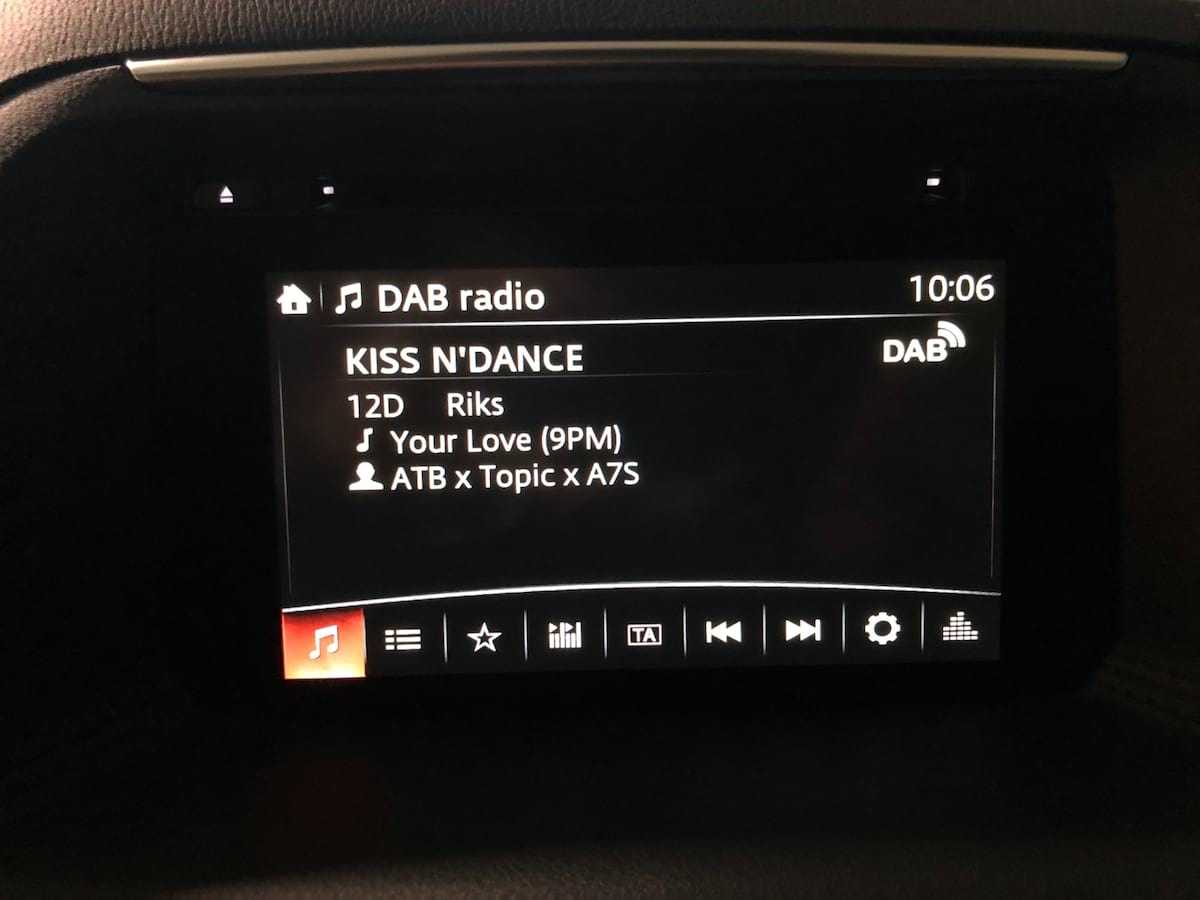 DAB radio 10:06
KISS N'DANCE DAB
12D Riks
Your Love (9PM)
ATB x Topic x A7S
TA